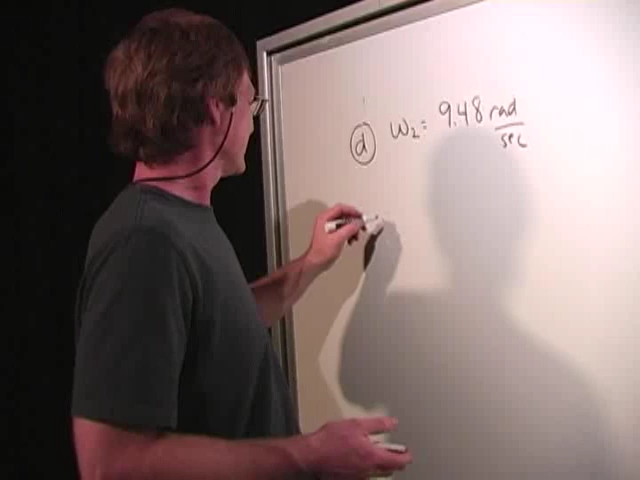 (d) ω₂ = 9.48 rad/sec